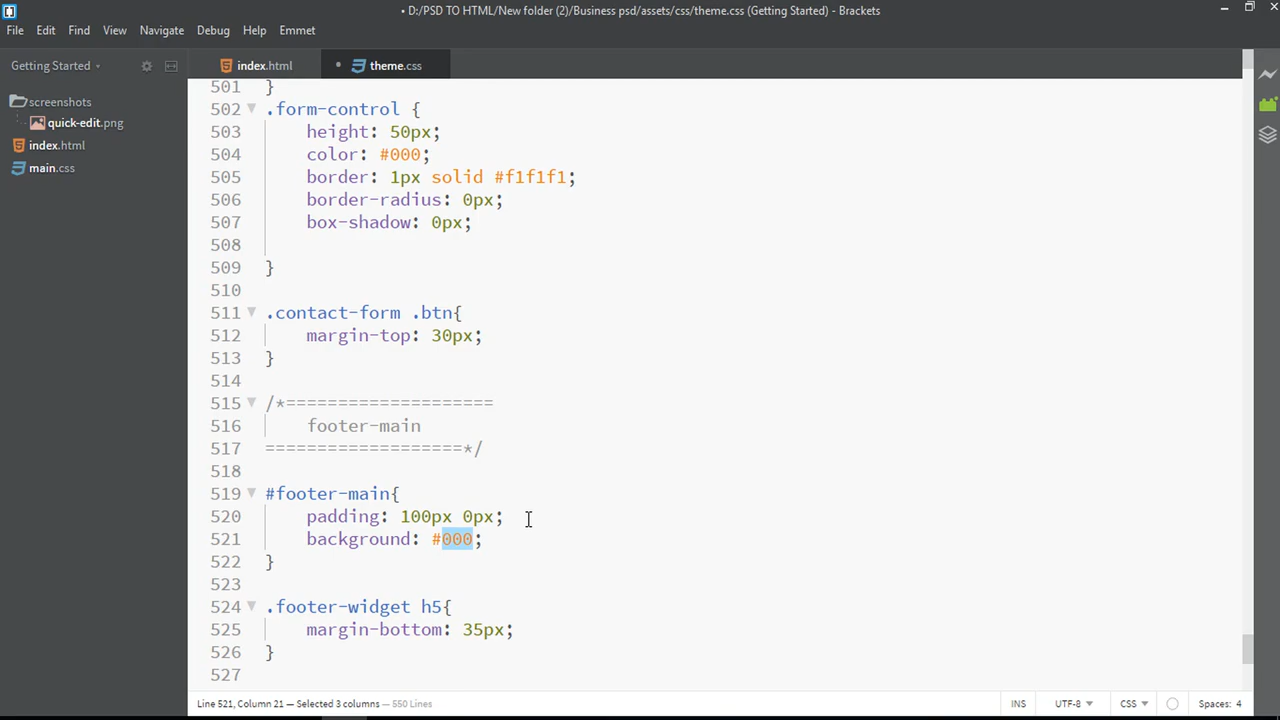 • D:/PSD TO HTML/New folder (2)/Business psd/assets/css/theme.css (Getting Started) - Brackets
File Edit Find View Navigate Debug Help Emmet
Getting Started
index.html
• theme.css
screenshots
quick-edit.png
index.html
main.css
501 }
502 .form-control {
503 height: 50px;
504 color: #000;
505 border: 1px solid #f1f1f1;
506 border-radius: 0px;
507 box-shadow: 0px;
508
509 }
510
511 .contact-form .btn{
512 margin-top: 30px;
513 }
514
515 /*====================
516 footer-main
517 ===================*/
518
519 #footer-main{
520 padding: 100px 0px;
521 background: #000;
522 }
523
524 .footer-widget h5{
525 margin-bottom: 35px;
526 }
527
Line 521, Column 21 — Selected 3 columns — 550 Lines
INS UTF-8 CSS Spaces: 4